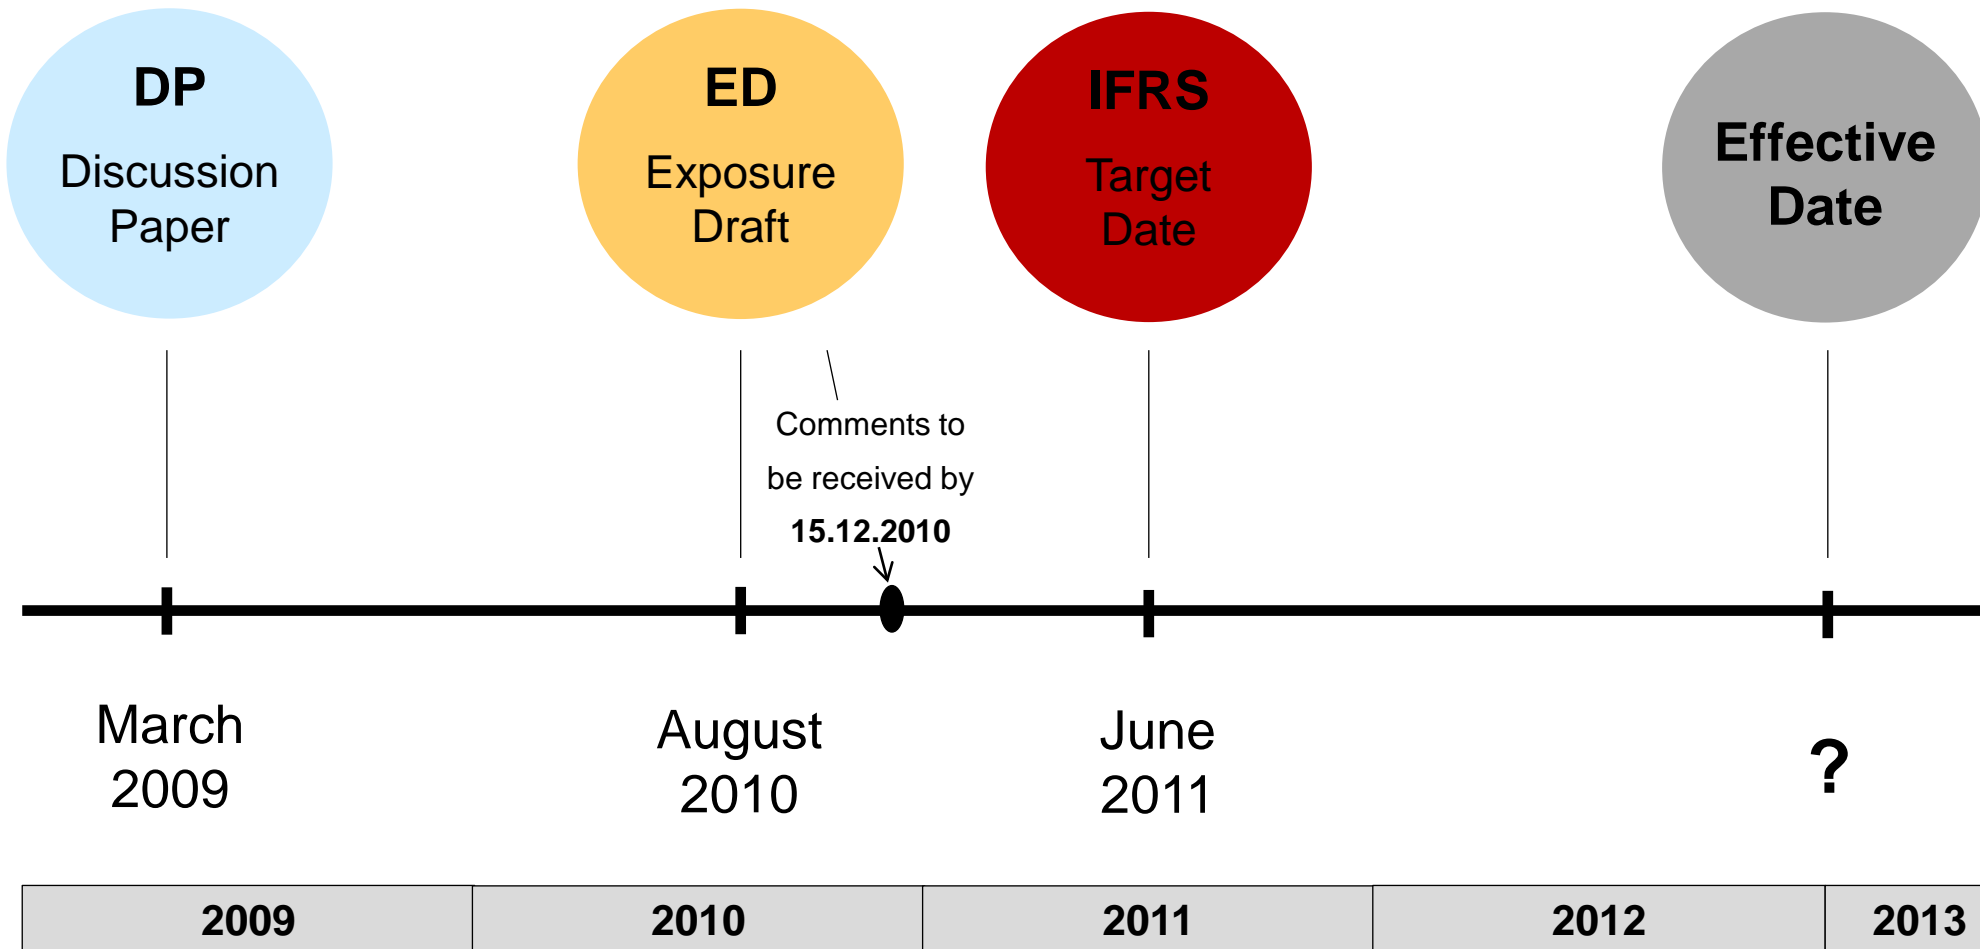 DP
Discussion
Paper
ED
Exposure
Draft
IFRS
Target
Date
Effective
Date
Comments to
be received by
15.12.2010
March
2009
August
2010
June
2011
?
2009
2010
2011
2012
2013